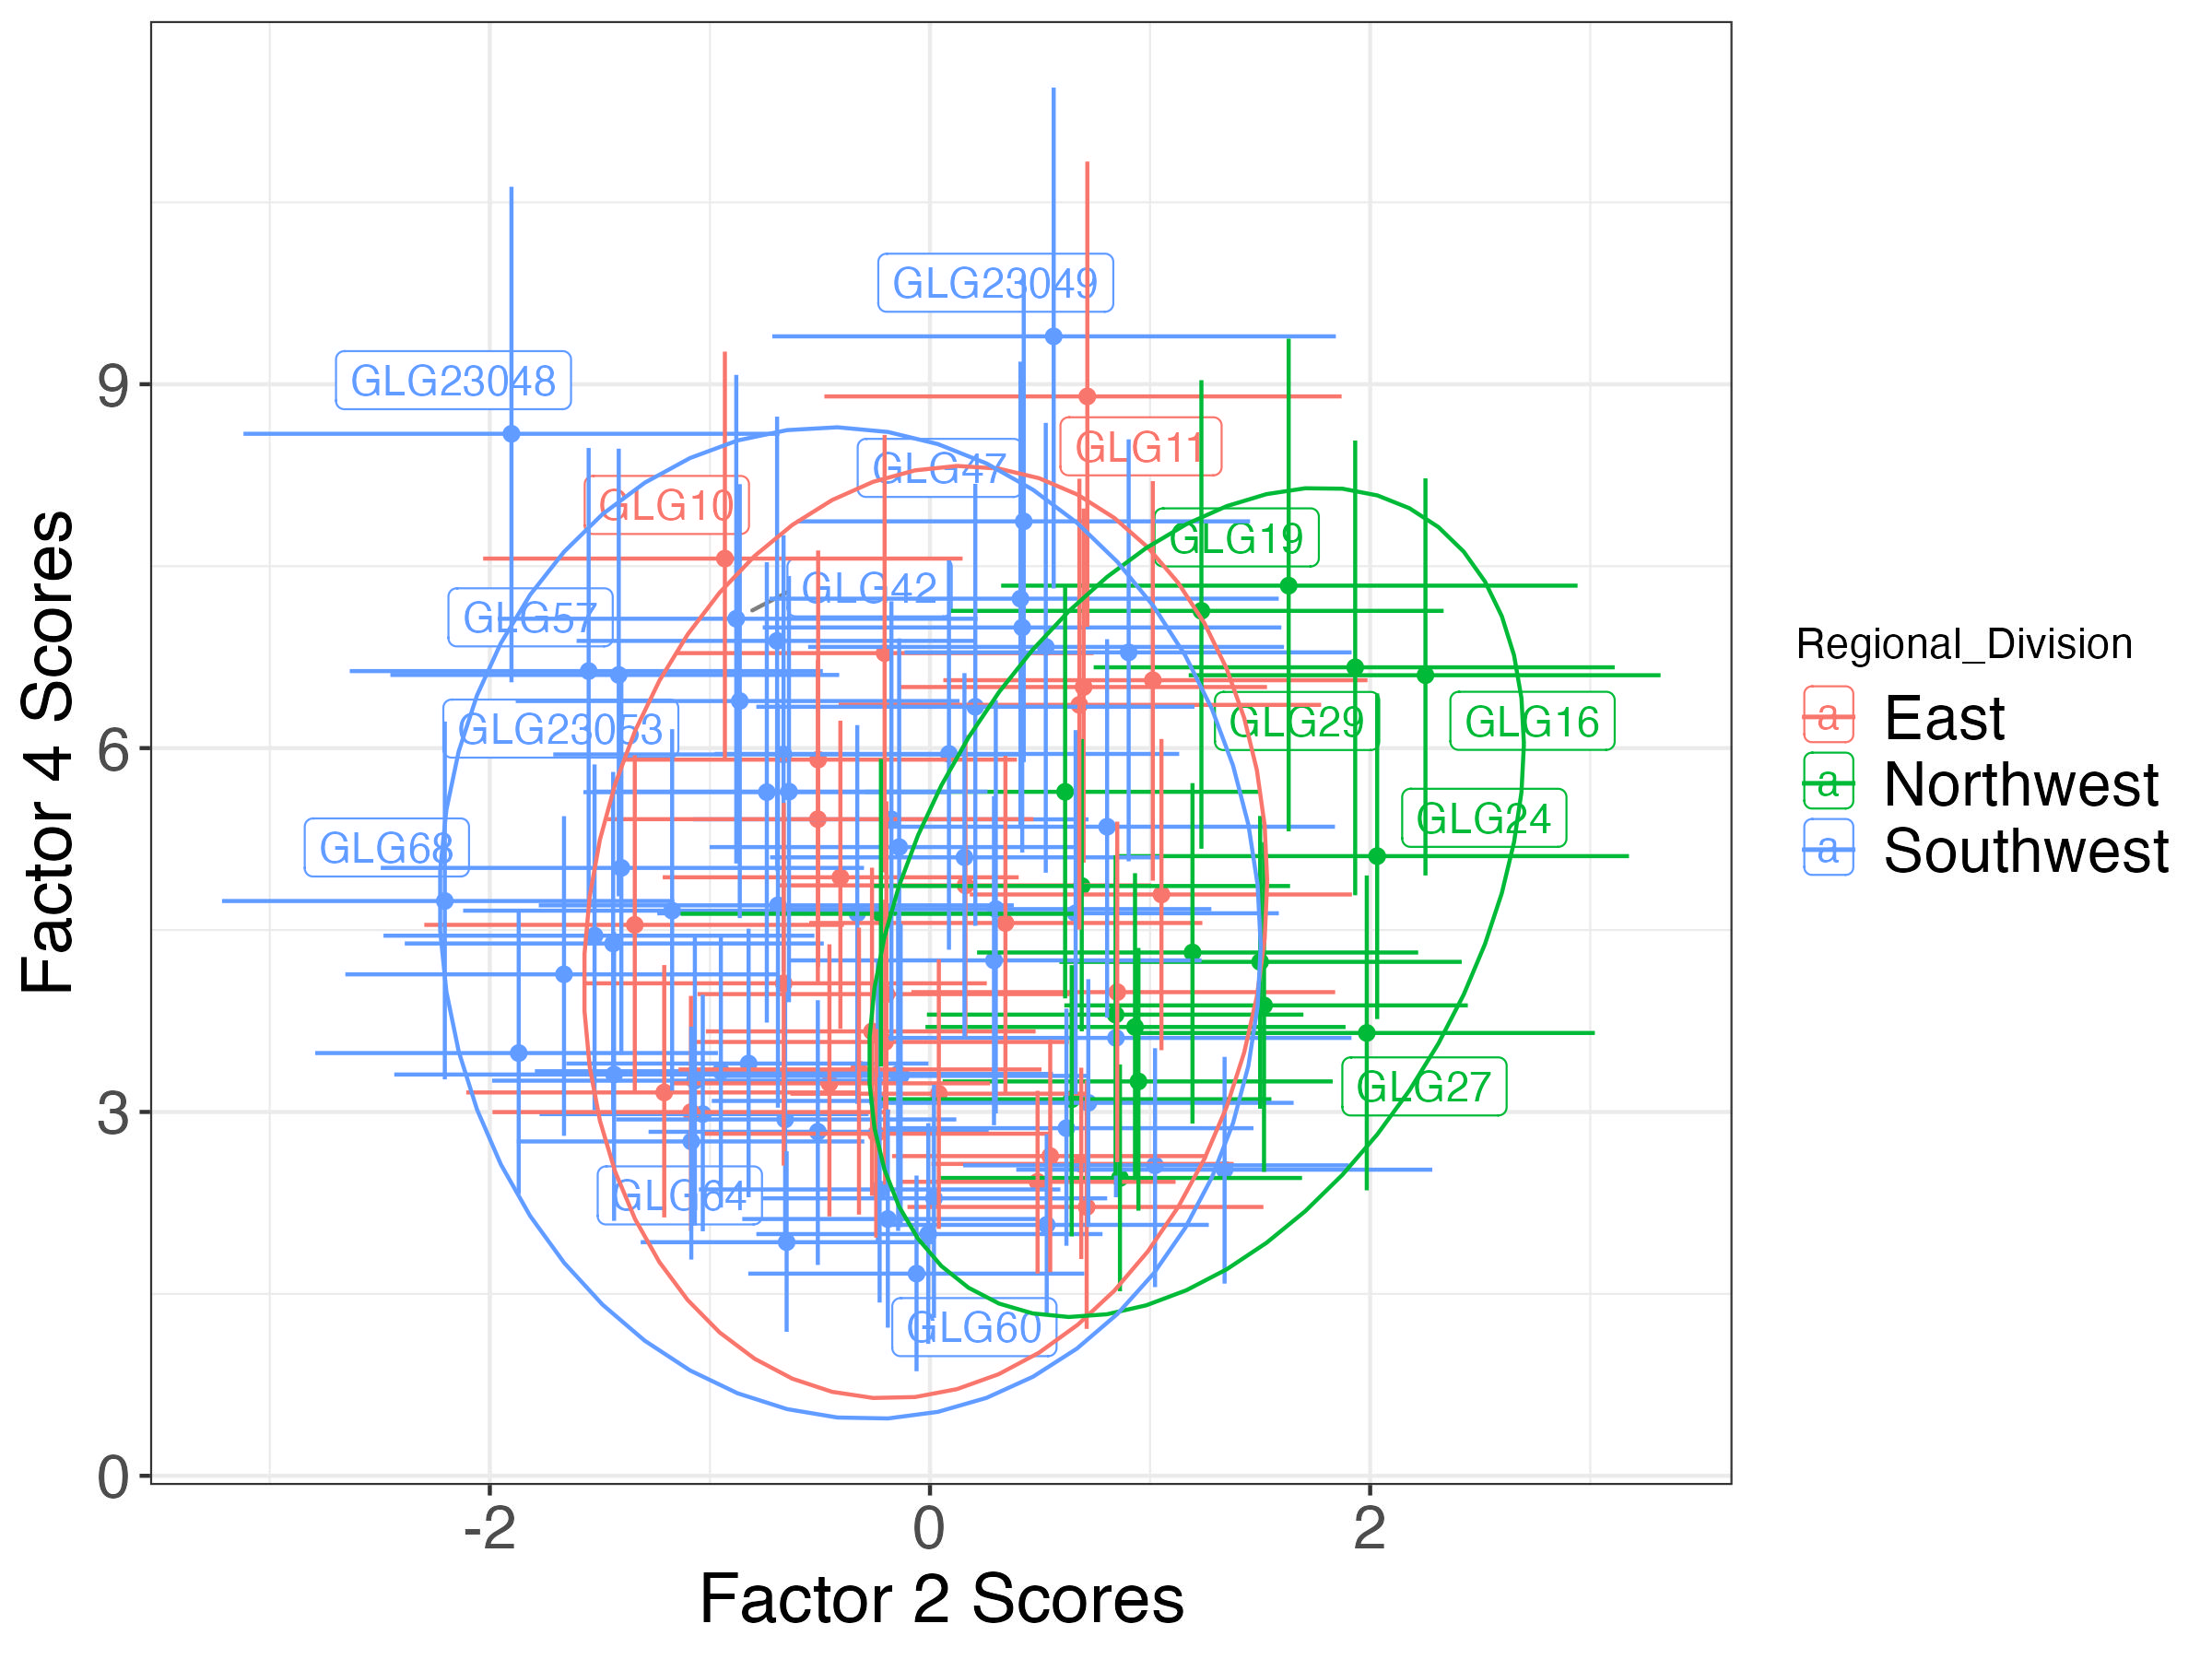 GLG23049
GLG23048
GLG11
GLG47
GLG10
GLG19
GLG42
GLG57
GLG29
GLG16
GLG23053
GLG24
GLG68
GLG27
GLG64
GLG60
9
6
3
0
-2
0
2
Factor 4 Scores
Factor 2 Scores
Regional_Division
a East
a Northwest
a Southwest